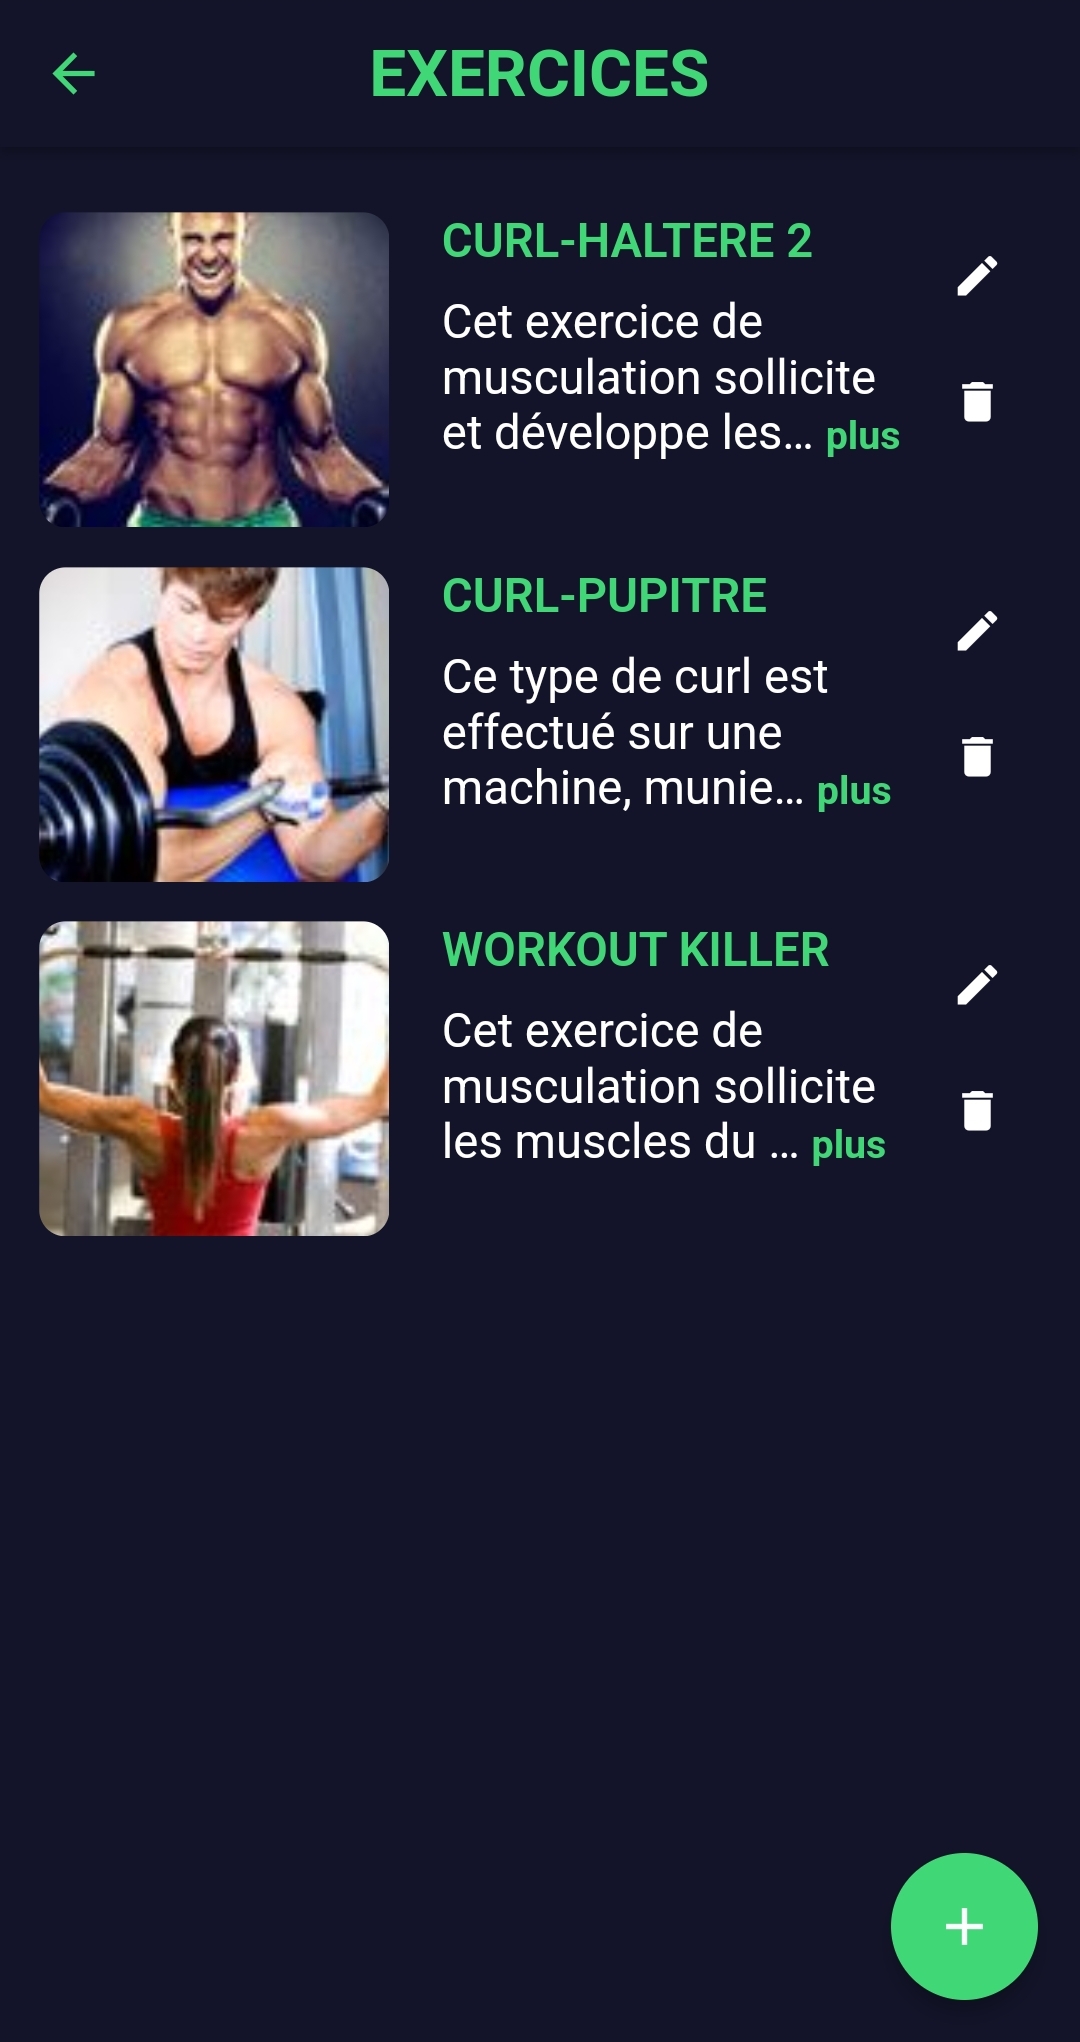 EXERCICES
CURL-HALTERE 2
Cet exercice de
musculation sollicite
et développe les... plus
CURL-PUPITRE
Ce type de curl est
effectué sur une
machine, munie... plus
WORKOUT KILLER
Cet exercice de
musculation sollicite
les muscles du ... plus